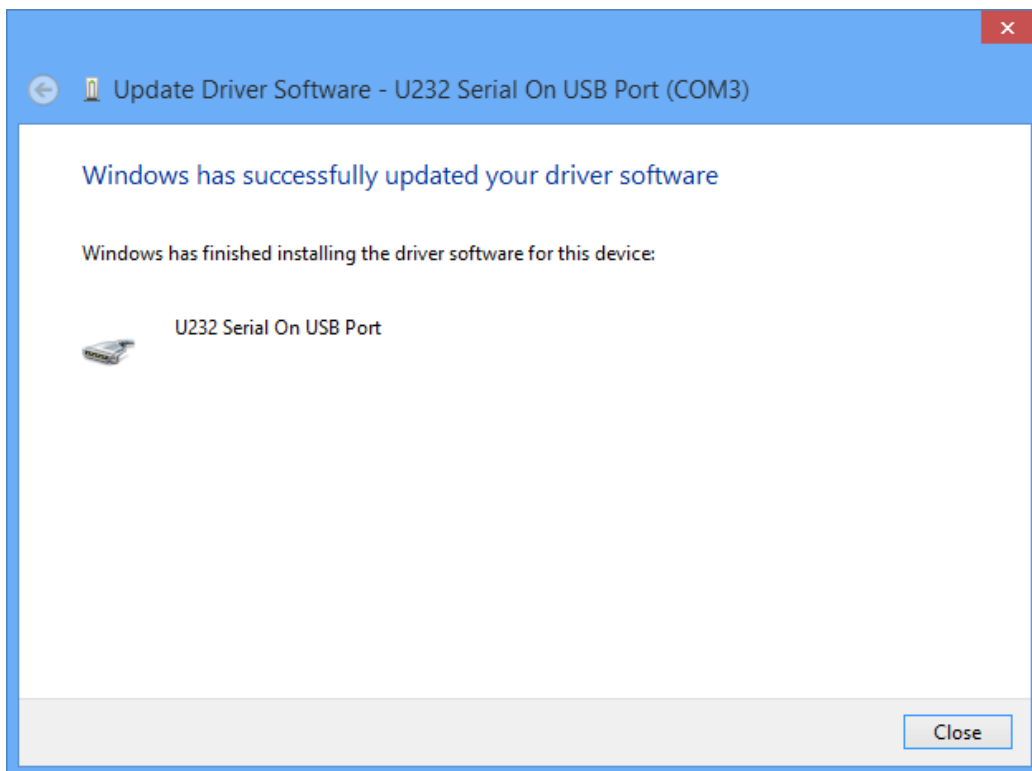 Update Driver Software - U232 Serial On USB Port (COM3)
Windows has successfully updated your driver software
Windows has finished installing the driver software for this device:
U232 Serial On USB Port
Close